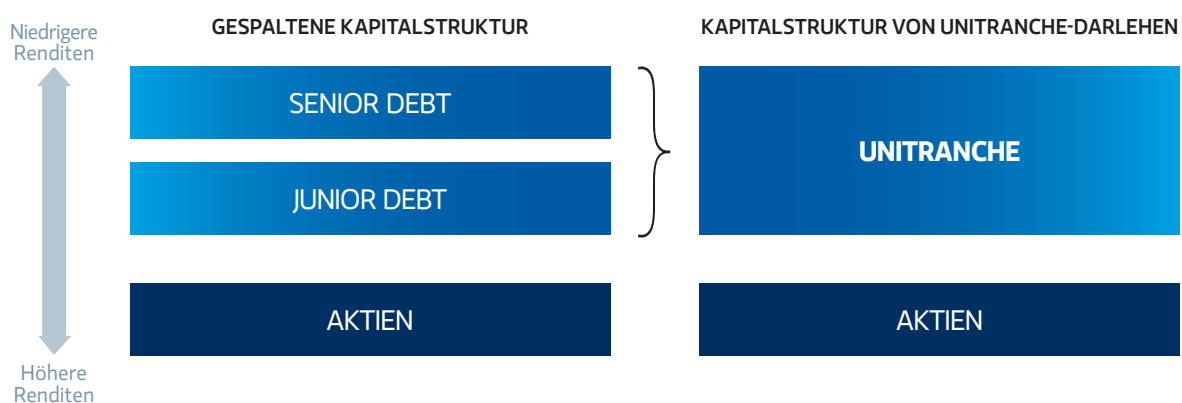 Niedrigere
Renditen
GESPALTENE KAPITALSTRUKTUR
KAPITALSTRUKTUR VON UNITRANCHE-DARLEHEN
SENIOR DEBT
JUNIOR DEBT
UNITRANCHE
AKTIEN
AKTIEN
Höhere
Renditen